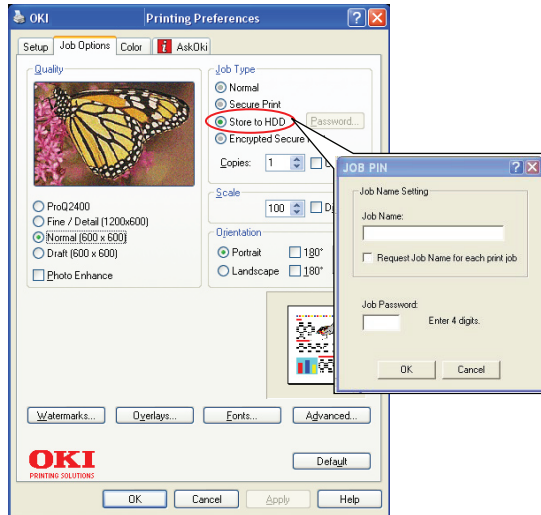 OKI Printing Preferences
Setup Job Options Color AskOki
Quality
ProQ2400
Fine / Detail (1200x600)
Normal (600 x 600)
Draft (600 x 600)
Photo Enhance
Job Type
Normal
Secure Print
Store to HDD Password...
Encrypted Secure
Copies: 1
Scale
100
Orientation
Portrait 180°
Landscape 180°
Watermarks... Overlays... Fonts... Advanced...
OKI
PRINTING SOLUTIONS
Default
OK Cancel Apply Help
JOB PIN
Job Name Setting
Job Name:
Request Job Name for each print job
Job Password:
Enter 4 digits.
OK Cancel